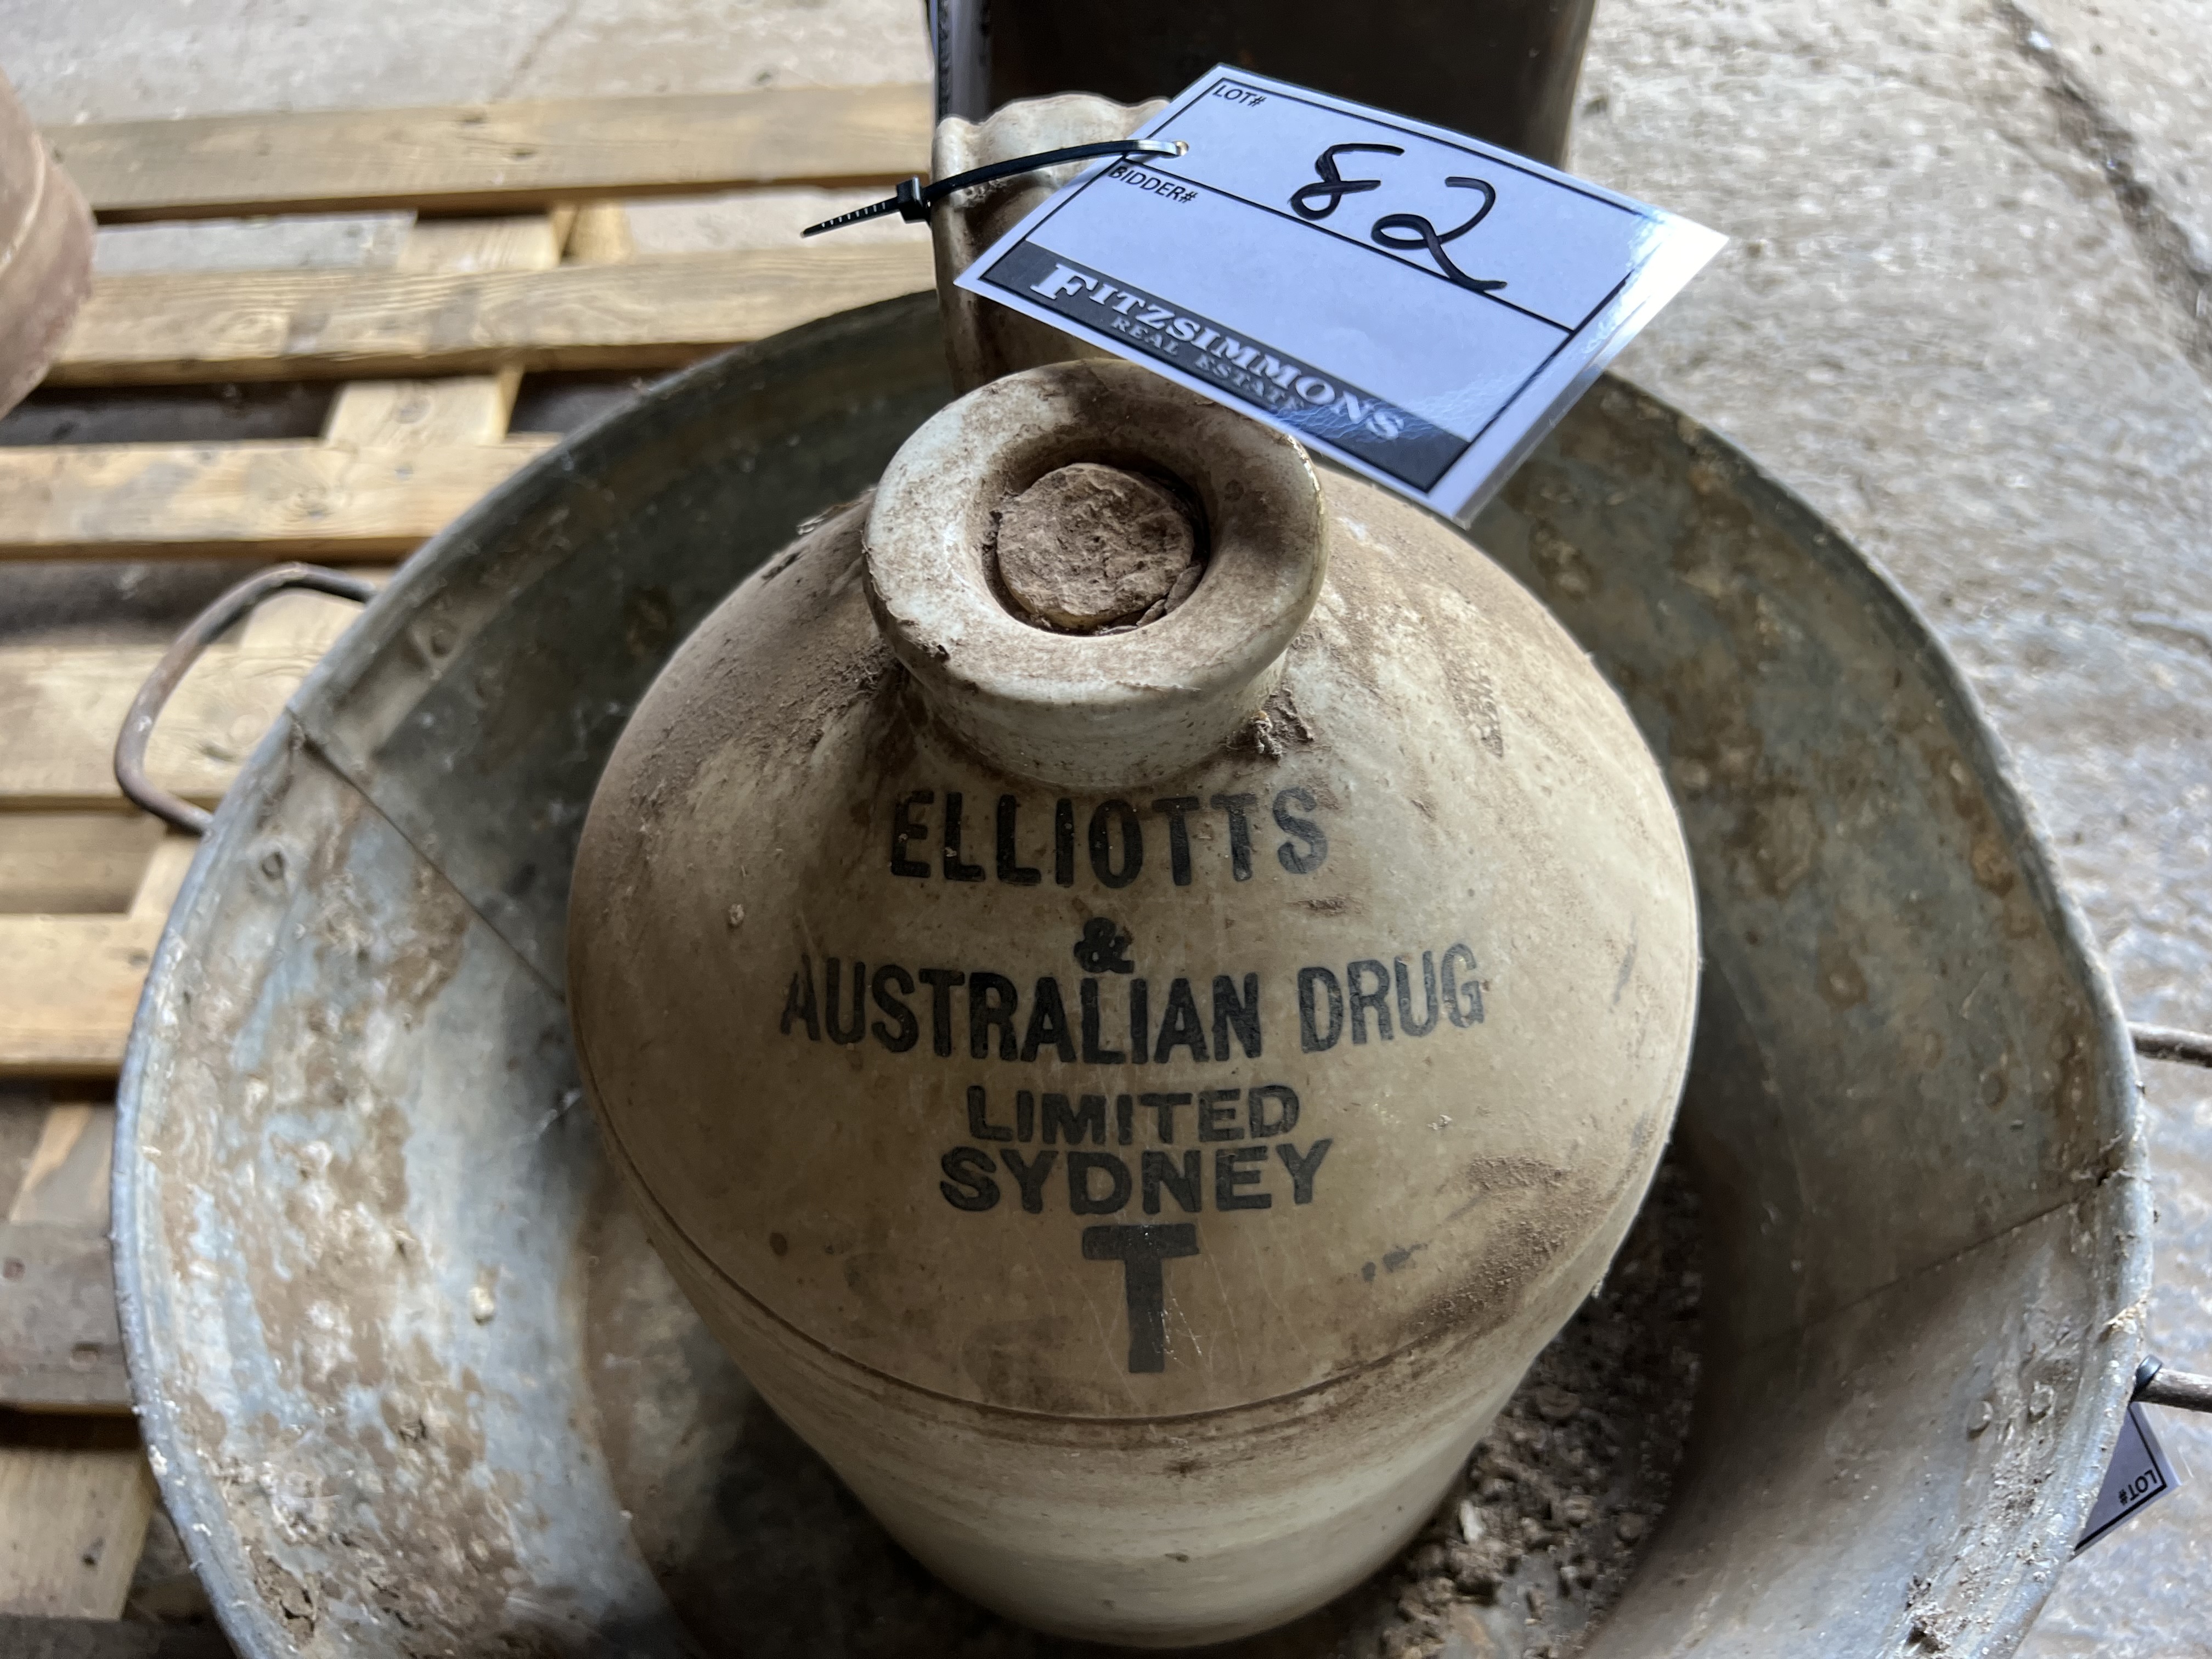 LOT#
82
BIDDER#
FITZSIMMONS
REAL ESTATE
ELLIOTTS
&
AUSTRALIAN DRUG
LIMITED
SYDNEY
T
LOT#